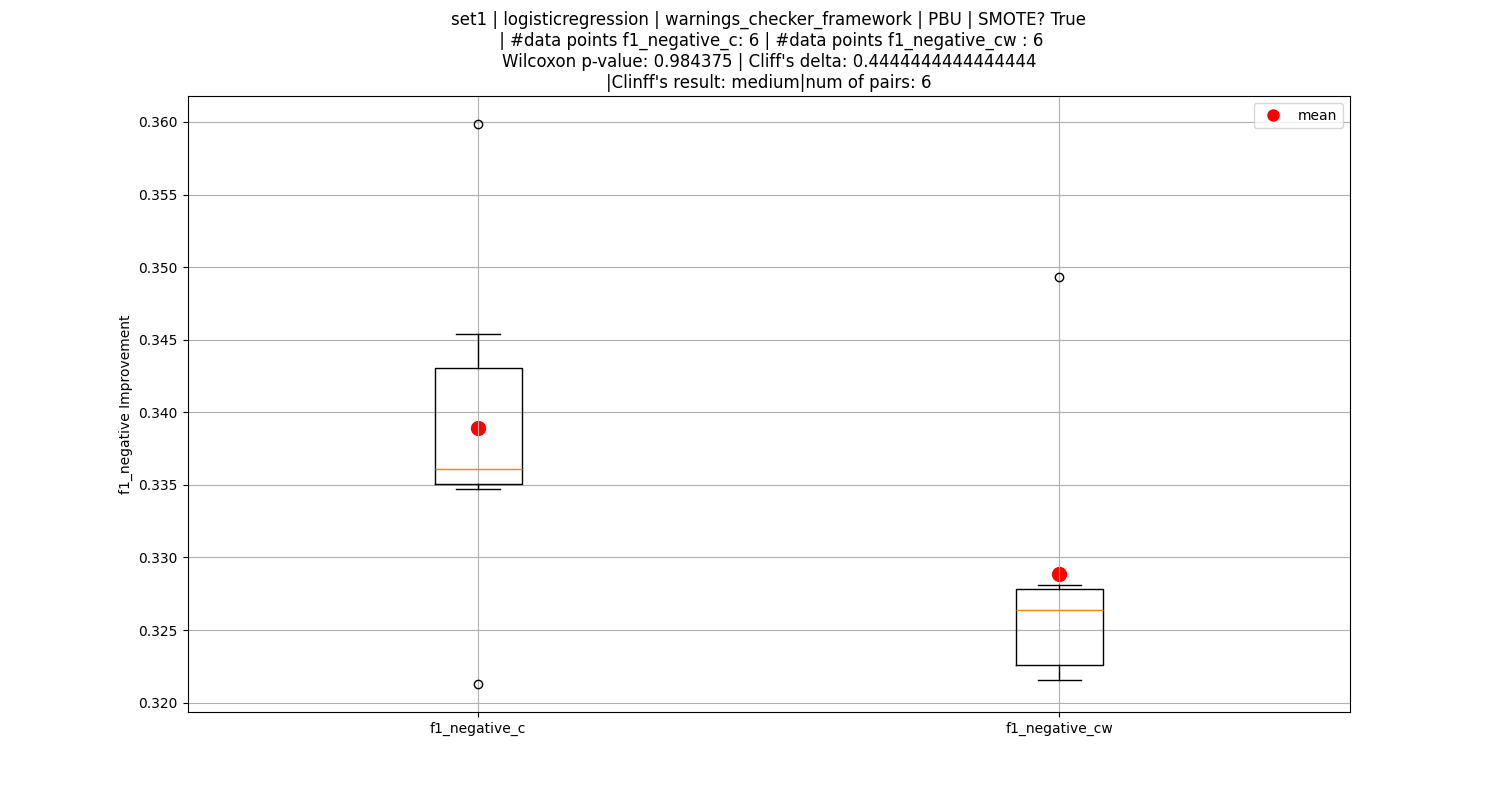 set1 | logisticregression | warnings_checker_framework | PBU | SMOTE? True
| #data points f1_negative_c: 6 | #data points f1_negative_cw : 6
Wilcoxon p-value: 0.984375 | Cliff's delta: 0.4444444444444444
|Clinff's result: medium|num of pairs: 6
mean
0.360
0.355
0.350
0.345
0.340
0.335
0.330
0.325
0.320
f1_negative Improvement
f1_negative_c
f1_negative_cw